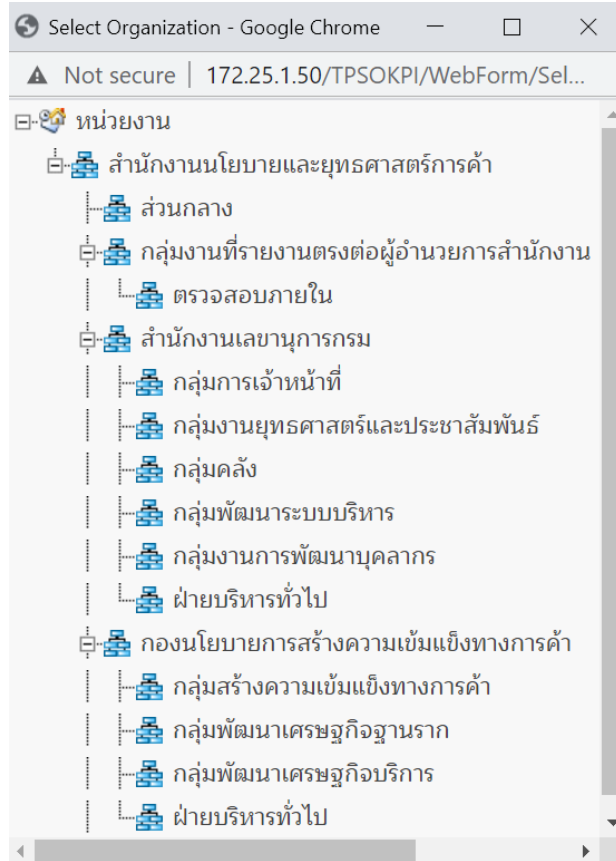 Select Organization - Google Chrome
Not secure | 172.25.1.50/TPSOKPI/WebForm/Sel...
หน่วยงาน
สำนักงานนโยบายและยุทธศาสตร์การค้า
ส่วนกลาง
กลุ่มงานที่รายงานตรงต่อผู้อำนวยการสำนักงาน
ตรวจสอบภายใน
สำนักงานเลขานุการกรม
กลุ่มการเจ้าหน้าที่
กลุ่มงานยุทธศาสตร์และประชาสัมพันธ์
กลุ่มคลัง
กลุ่มพัฒนาระบบบริหาร
กลุ่มงานการพัฒนาบุคลากร
ฝ่ายบริหารทั่วไป
กองนโยบายการสร้างความเข้มแข็งทางการค้า
กลุ่มสร้างความเข้มแข็งทางการค้า
กลุ่มพัฒนาเศรษฐกิจฐานราก
กลุ่มพัฒนาเศรษฐกิจบริการ
ฝ่ายบริหารทั่วไป